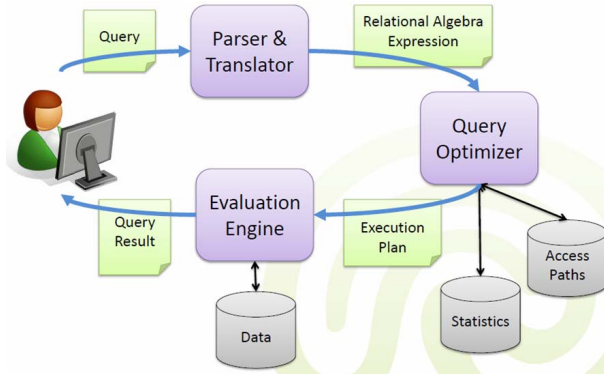 Query
Parser &
Translator
Relational Algebra
Expression
Query
Optimizer
Evaluation
Engine
Query
Result
Execution
Plan
Access
Paths
Statistics
Data